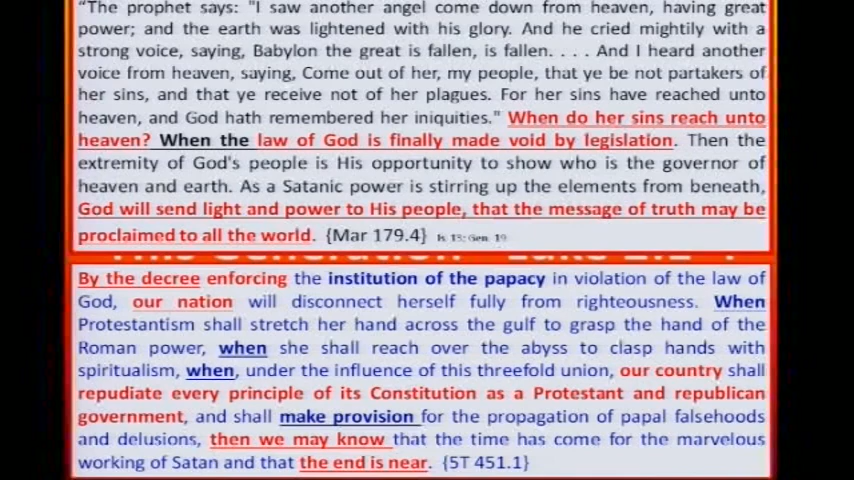 "The prophet says: "I saw another angel come down from heaven, having great
power; and the earth was lightened with his glory. And he cried mightily with a
strong voice, saying, Babylon the great is fallen, is fallen. . . . And I heard another
voice from heaven, saying, Come out of her, my people, that ye be not partakers of
her sins, and that ye receive not of her plagues. For her sins have reached unto
heaven, and God hath remembered her iniquities." When do her sins reach unto
heaven? When the law of God is finally made void by legislation. Then the
extremity of God's people is His opportunity to show who is the governor of
heaven and earth. As a Satanic power is stirring up the elements from beneath,
God will send light and power to His people, that the message of truth may be
proclaimed to all the world. {Mar 179.4} Is 13; Gen. 19
By the decree enforcing the institution of the papacy in violation of the law of
God, our nation will disconnect herself fully from righteousness. When
Protestantism shall stretch her hand across the gulf to grasp the hand of the
Roman power, when she shall reach over the abyss to clasp hands with
spiritualism, when, under the influence of this threefold union, our country shall
repudiate every principle of its Constitution as a Protestant and republican
government, and shall make provision for the propagation of papal falsehoods
and delusions, then we may know that the time has come for the marvelous
working of Satan and that the end is near. {5T 451.1}